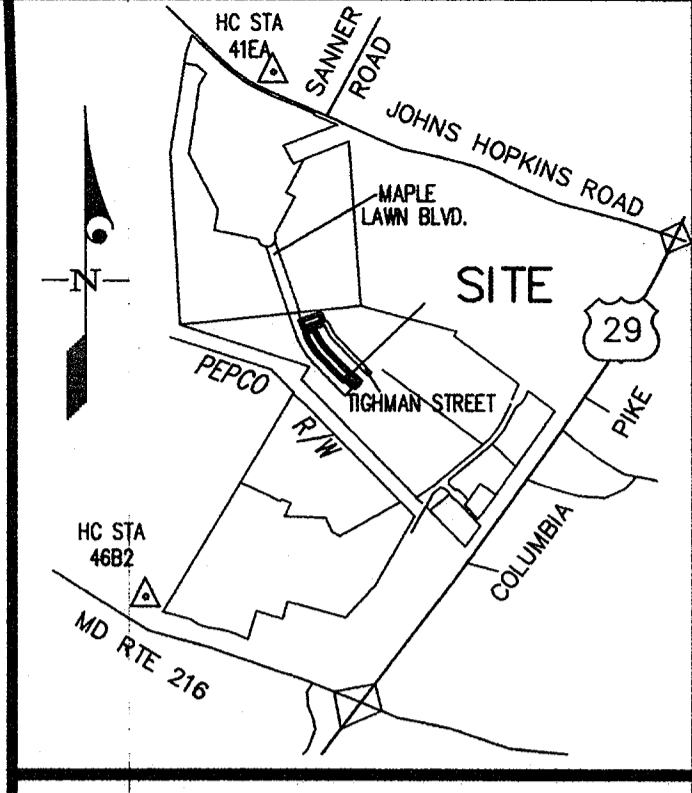 HC STA
41EA
SANNER
ROAD
JOHNS HOPKINS ROAD
MAPLE
LAWN BLVD.
SITE
29
N
PEPCO
R/W
TIGHMAN STREET
PIKE
COLUMBIA
HC STA
46B2
MD RTE 216